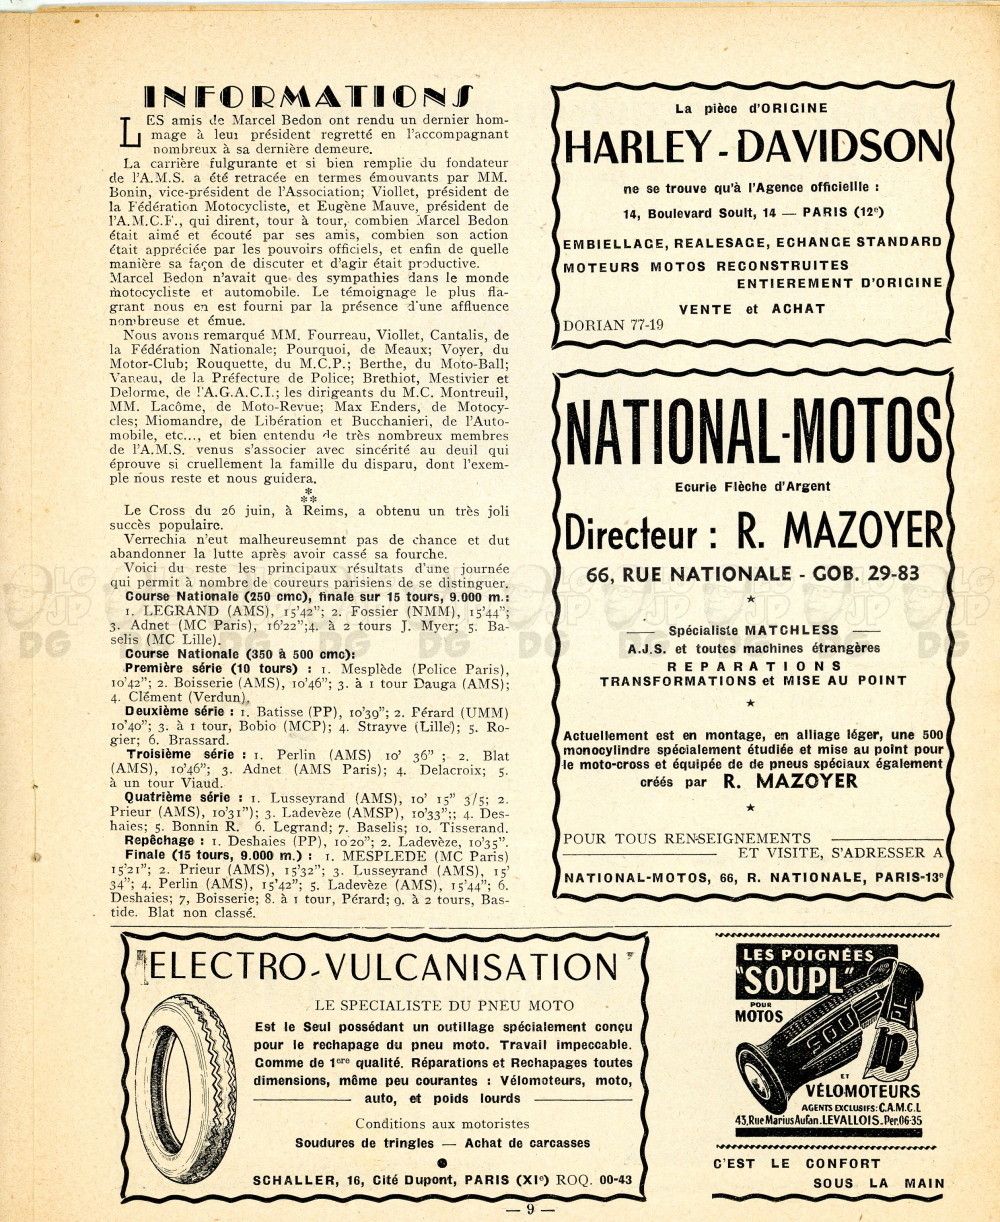 INFORMATIONS
LES amis de Marcel Bedon ont rendu un dernier hom-
mage à leur président regretté en l'accompagnant
nombreux à sa dernière demeure.
La carrière fulgurante et si bien remplie du fondateur
de l'A.M.S. a été retracée en termes émouvants par MM.
Bonin, vice-président de l'Association; Viollet, président de
la Fédération Motocycliste, et Eugène Mauve, président de
l'A.M.C.F., qui dirent, tour à tour, combien Marcel Bedon
était aimé et écouté par ses amis, combien son action
était appréciée par les pouvoirs officiels, et enfin de quelle
manière sa façon de discuter et d'agir était productive.
Marcel Bedon n'avait que des sympathies dans le monde
motocycliste et automobile. Le témoignage le plus fla-
grant nous en est fourni par la présence d'une affluence
nombreuse et émue.
Nous avons remarqué MM. Fourreau, Viollet, Cantalis, de
la Fédération Nationale; Pourquoi, de Meaux; Voyer, du
Motor-Club; Rouquette, du M.C.P.; Berthe, du Moto-Ball;
Vareau, de la Préfecture de Police; Brethiot, Mestivier et
Delorme, de l'A.G.A.C.I.; les dirigeants du M.C. Montreuil,
MM. Lacôme, de Moto-Revue; Max Enders, de Motocy-
cles; Miomandre, de Libération et Bucchanieri, de l'Auto-
mobile, etc..., et bien entendu de très nombreux membres
de l'A.M.S. venus s'associer avec sincérité au deuil qui
éprouve si cruellement la famille du disparu, dont l'exem-
ple nous reste et nous guidera.
*
**
Le Cross du 26 juin, à Reims, a obtenu un très joli
succès populaire.
Verrechia n'eut malheureusemnt pas de chance et dut
abandonner la lutte après avoir cassé sa fourche.
Voici du reste les principaux résultats d'une journée
qui permit à nombre de coureurs parisiens de se distinguer.
Course Nationale (250 cmc), finale sur 15 tours, 9.000 m.:
1. LEGRAND (AMS), 15'42"; 2. Fossier (NMM), 15'44";
3. Adnet (MC Paris), 16'22";4. à 2 tours J. Myer; 5. Ba-
selis (MC Lille).
Course Nationale (350 à 500 cmc):
Première série (10 tours) : 1. Mesplède (Police Paris),
10'42"; 2. Boisserie (AMS), 10'46"; 3. à 1 tour Dauga (AMS);
4. Clément (Verdun).
Deuxième série : 1. Batisse (PP), 10'39"; 2. Pérard (UMM)
10'40"; 3. à 1 tour, Bobio (MCP); 4. Strayve (Lille); 5. Ro-
gier; 6. Brassard.
Troisième série : 1. Perlin (AMS) 10' 36" ; 2. Blat
(AMS), 10'46"; 3. Adnet (AMS Paris); 4. Delacroix; 5.
à un tour Viaud.
Quatrième série : 1. Lusseyrand (AMS), 10' 15" 3/5; 2.
Prieur (AMS), 10'31"); 3. Ladevèze (AMSP), 10'33";; 4. Des-
haies; 5. Bonnin R. 6. Legrand; 7. Baselis; 10. Tisserand.
Repêchage : 1. Deshaies (PP), 10'20"; 2. Ladevèze, 10'35".
Finale (15 tours, 9.000 m.) : 1. MESPLEDE (MC Paris)
15'21"; 2. Prieur (AMS), 15'32"; 3. Lusseyrand (AMS), 15'
34"; 4. Perlin (AMS), 15'42"; 5. Ladevèze (AMS), 15'44"; 6.
Deshaies; 7, Boisserie; 8. à 1 tour, Pérard; 9. à 2 tours, Bas-
tide. Blat non classé.
La pièce d'ORIGINE
HARLEY-DAVIDSON
ne se trouve qu'à l'Agence officiellle :
14, Boulevard Soult, 14 — PARIS (12e)
EMBIELLAGE, REALESAGE, ECHANGE STANDARD
MOTEURS MOTOS RECONSTRUITES
ENTIEREMENT D'ORIGINE
VENTE et ACHAT
DORIAN 77-19
NATIONAL-MOTOS
Ecurie Flèche d'Argent
Directeur : R. MAZOYER
66, RUE NATIONALE - GOB. 29-83
★
Spécialiste MATCHLESS
A.J.S. et toutes machines étrangères
REPARATIONS
TRANSFORMATIONS et MISE AU POINT
★
Actuellement est en montage, en alliage léger, une 500
monocylindre spécialement étudiée et mise au point pour
le moto-cross et équipée de de pneus spéciaux également
créés par R. MAZOYER
★
POUR TOUS RENSEIGNEMENTS
ET VISITE, S'ADRESSER A
NATIONAL-MOTOS, 66, R. NATIONALE, PARIS-13e
ELECTRO-VULCANISATION
LE SPECIALISTE DU PNEU MOTO
Est le Seul possédant un outillage spécialement conçu
pour le rechapage du pneu moto. Travail impeccable.
Gomme de 1ere qualité. Réparations et Rechapages toutes
dimensions, même peu courantes : Vélomoteurs, moto,
auto, et poids lourds
Conditions aux motoristes
Soudures de tringles — Achat de carcasses
●
SCHALLER, 16, Cité Dupont, PARIS (XIe) ROQ. 00-43
LES POIGNÉES
"SOUPL"
POUR
MOTOS
SOUPL
ET
VÉLOMOTEURS
AGENTS EXCLUSIFS: C.A.M.C.L
43, Rue Marius Aufan. LEVALLOIS. Per. 06-35
C'EST LE CONFORT
SOUS LA MAIN
— 9 —